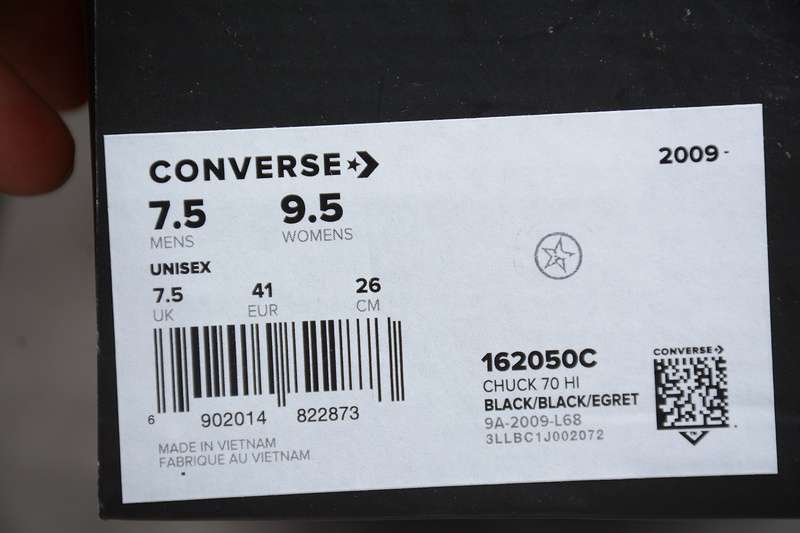 CONVERSE
2009-
7.5 9.5
MENS WOMENS
UNISEX
7.5 41 26
UK EUR CM
6 902014 822873
MADE IN VIETNAM
FABRIQUE AU VIETNAM
162050C
CHUCK 70 HI
BLACK/BLACK/EGRET
9A-2009-L68
3LLBC1J002072
CONVERSE